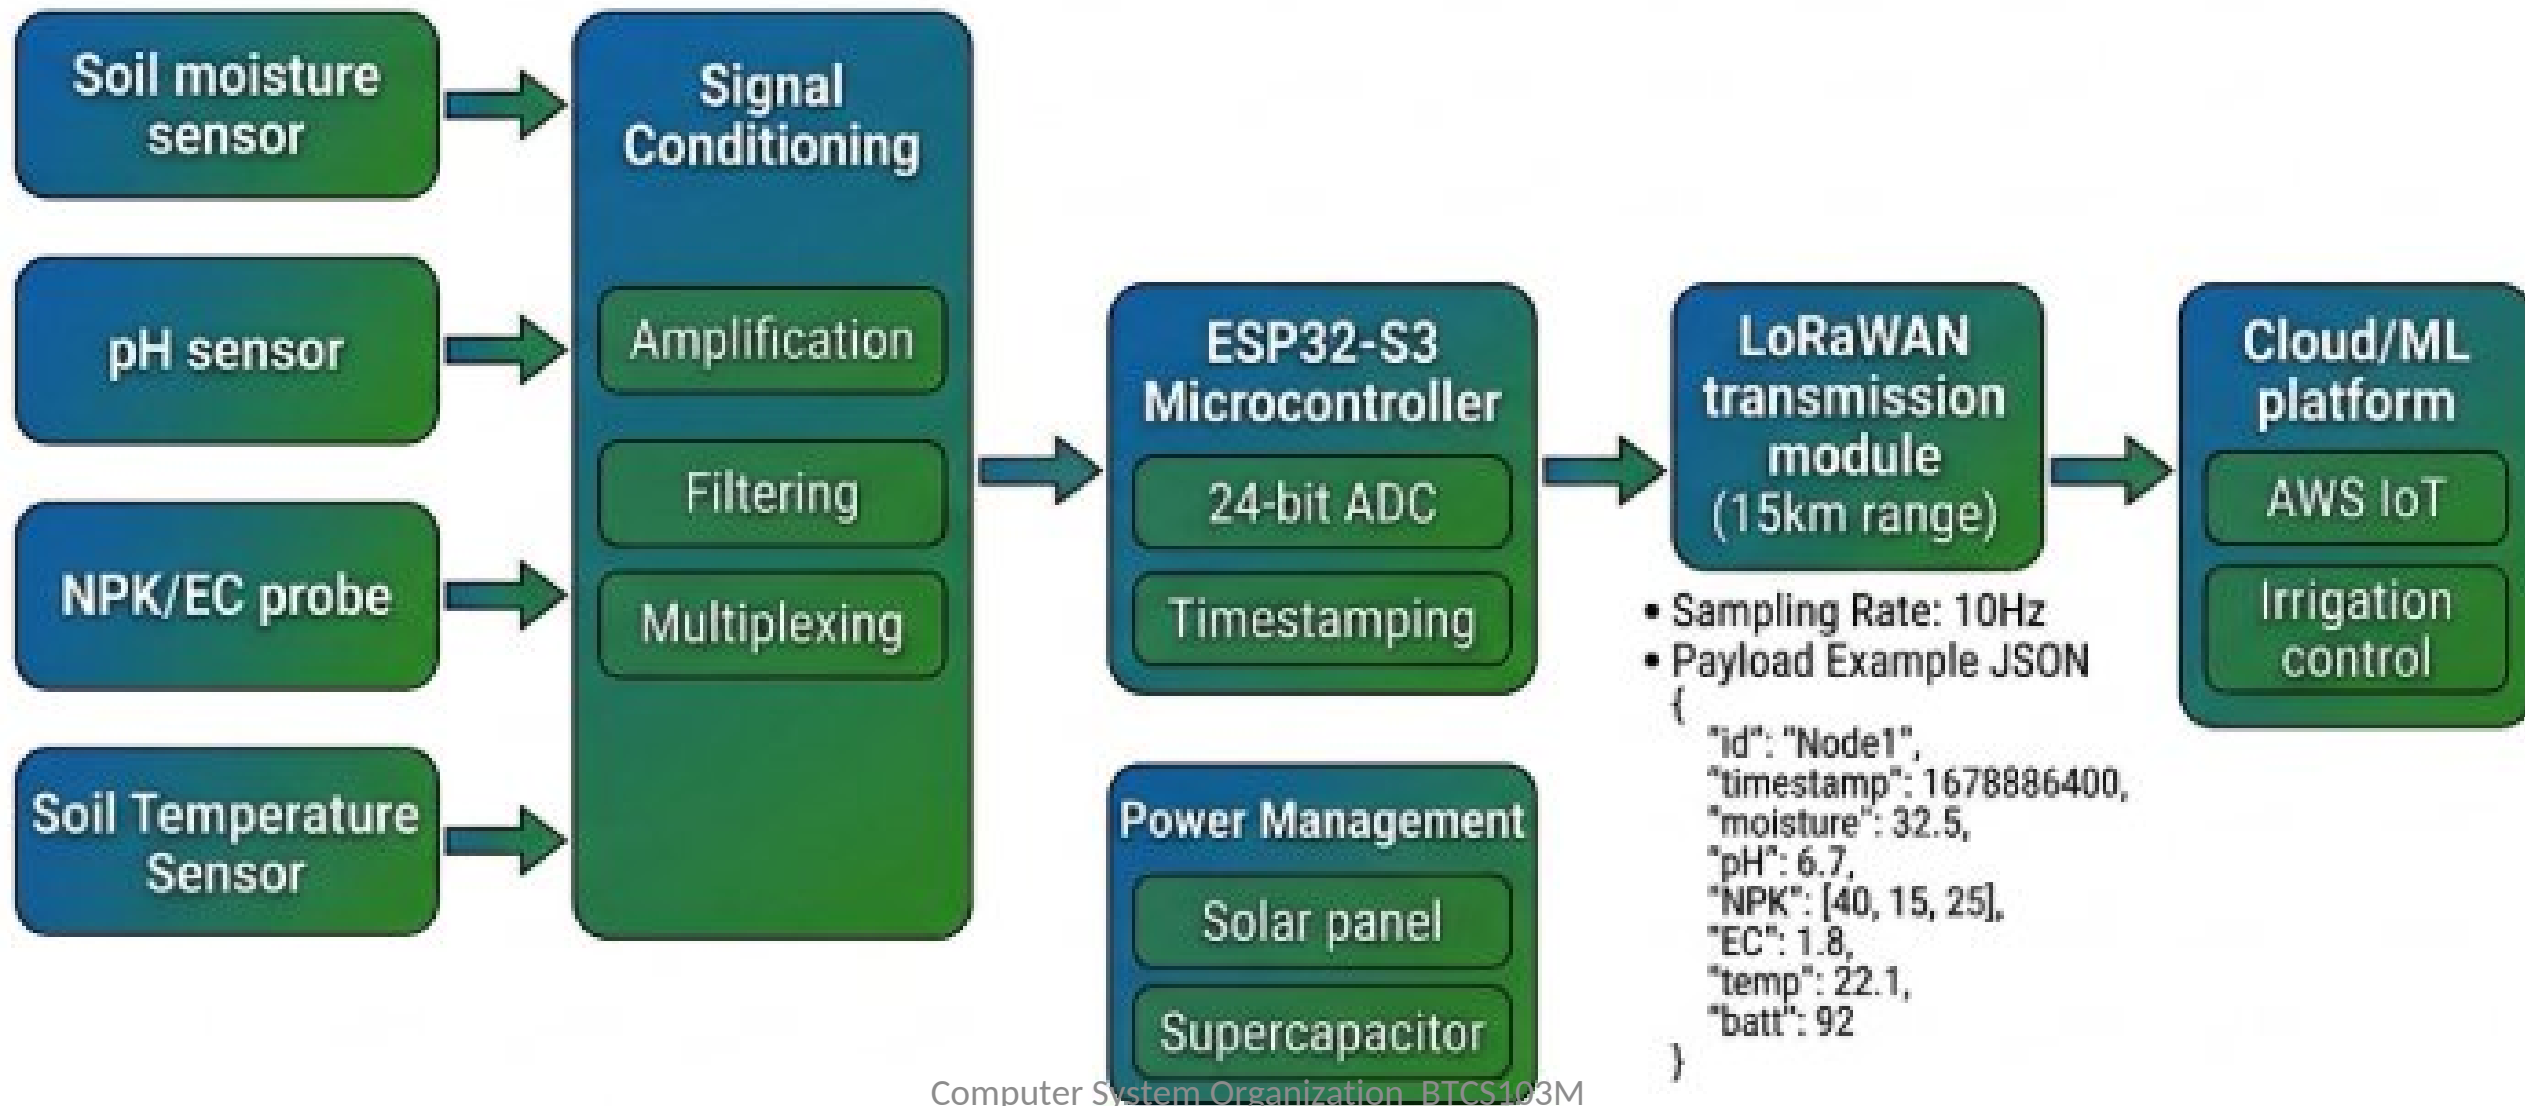 Soil moisture
sensor
pH sensor
NPK/EC probe
Soil Temperature
Sensor
Signal
Conditioning
Amplification
Filtering
Multiplexing
ESP32-S3
Microcontroller
24-bit ADC
Timestamping
Power Management
Solar panel
Supercapacitor
LoRaWAN
transmission
module
(15km range)
• Sampling Rate: 10Hz
• Payload Example JSON
{
"id": "Node1",
"timestamp": 1678886400,
"moisture": 32.5,
"pH": 6.7,
"NPK": [40, 15, 25],
"EC": 1.8,
"temp": 22.1,
"batt": 92
}
Cloud/ML
platform
AWS IoT
Irrigation
control
Computer System Organization BTCS103M